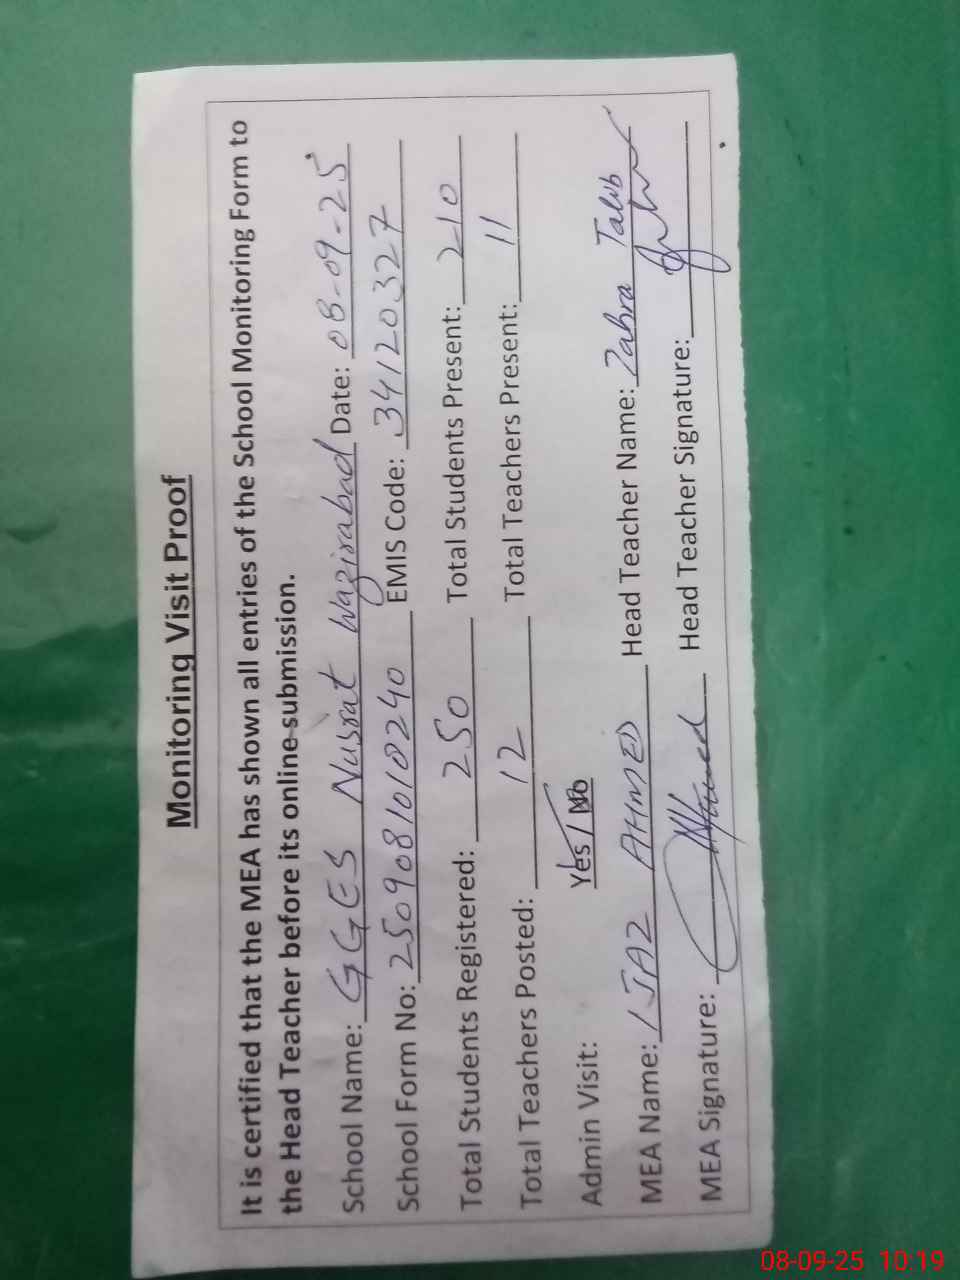 Monitoring Visit Proof
It is certified that the MEA has shown all entries of the School Monitoring Form to
the Head Teacher before its online submission.
School Name: GGES Nusrat Wazirabad Date: 08-09-25
School Form No: 2509081010240 EMIS Code: 34120327
Total Students Registered: 250 Total Students Present: 210
Total Teachers Posted: 12 Total Teachers Present: 11
Admin Visit: Yes / No
MEA Name: IJAZ AHMED Head Teacher Name: Zahra Talib
MEA Signature: Head Teacher Signature:
08-09-25 10:19